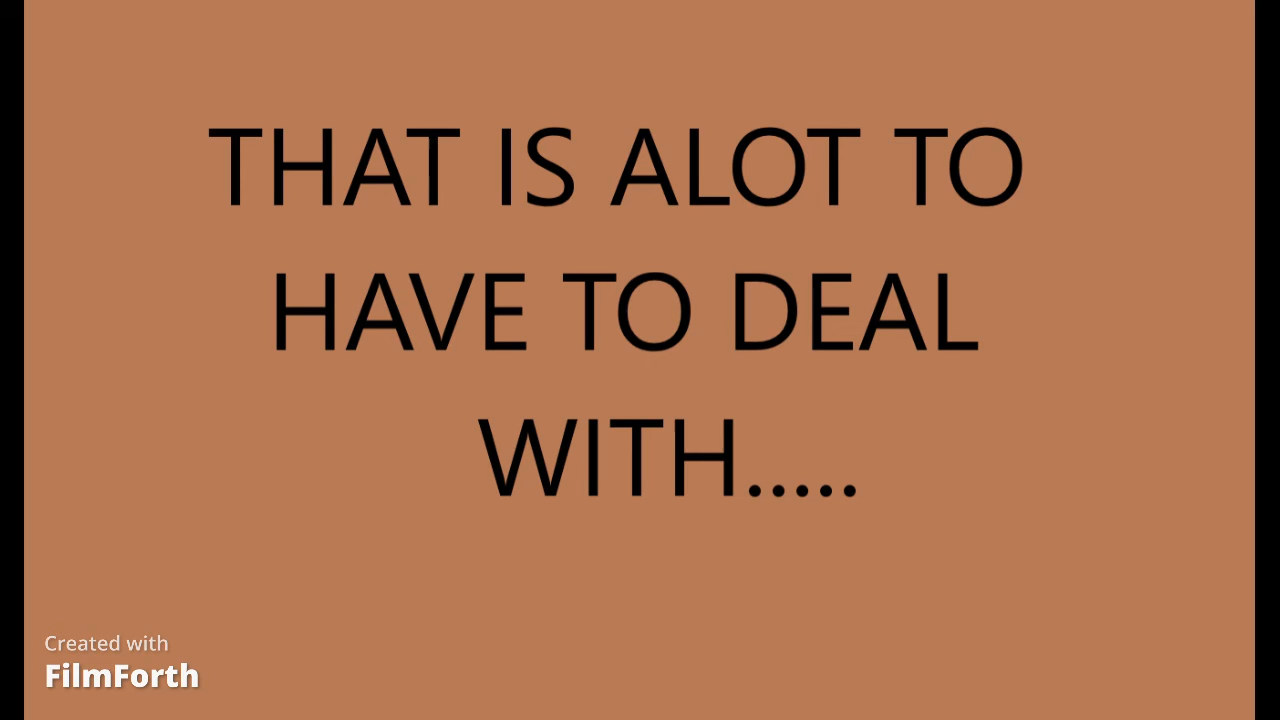 THAT IS ALOT TO
HAVE TO DEAL
WITH.....
Created with
FilmForth